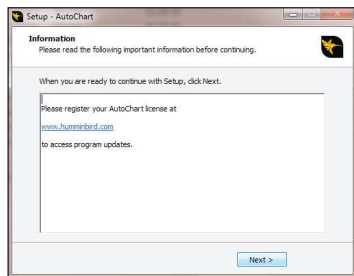 Setup - AutoChart
Information
Please read the following important information before continuing.
When you are ready to continue with Setup, click Next.
Please register your AutoChart license at
www.humminbird.com
to access program updates.
Next >